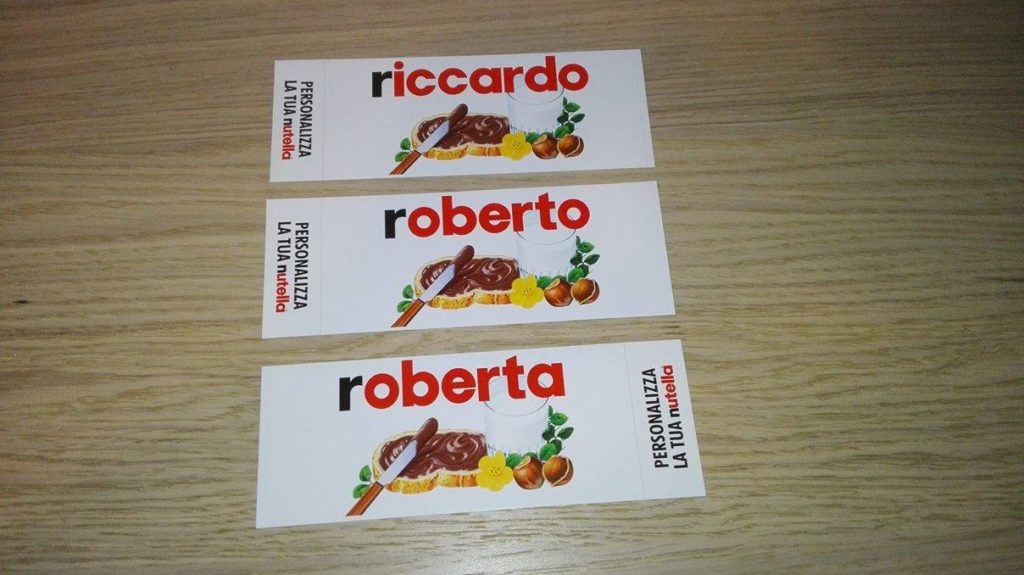 riccardo
PERSONALIZZA
LA TUA nutella
roberto
PERSONALIZZA
LA TUA nutella
roberta
PERSONALIZZA
LA TUA nutella